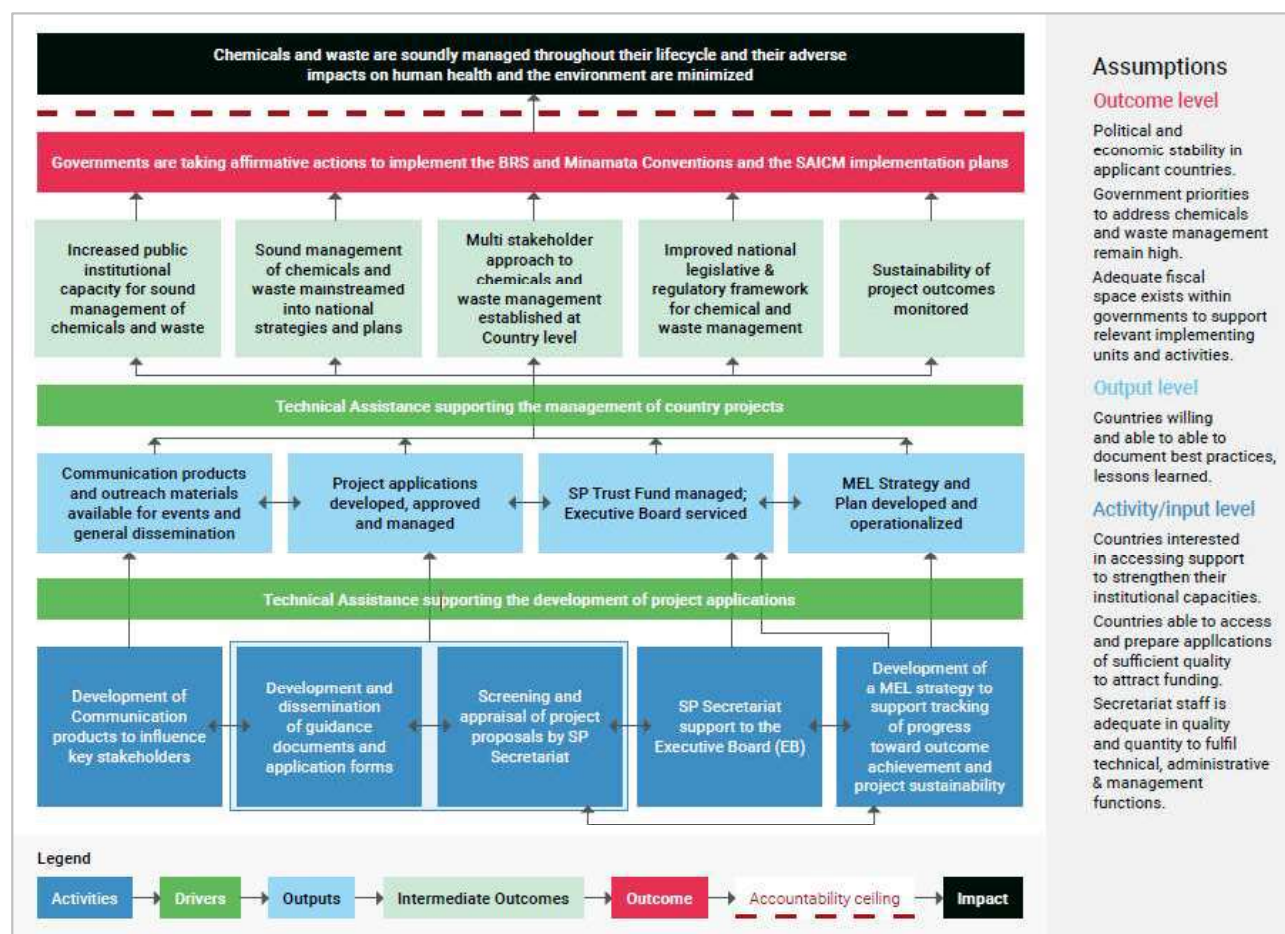 Chemicals and waste are soundly managed throughout their lifecycle and their adverse
impacts on human health and the environment are minimized
Governments are taking affirmative actions to implement the BRS and Minamata Conventions and the SAICM implementation plans
Increased public
institutional
capacity for sound
management of
chemicals and waste
Sound management
of chemicals and
waste mainstreamed
into national
strategies and plans
Multi stakeholder
approach to
chemicals and
waste management
established at
Country level
Improved national
legislative &
regulatory framework
for chemical and
waste management
Sustainability of
project outcomes
monitored
Technical Assistance supporting the management of country projects
Communication products
and outreach materials
available for events and
general dissemination
Project applications
developed, approved
and managed
SP Trust Fund managed;
Executive Board serviced
MEL Strategy and
Plan developed and
operationalized
Technical Assistance supporting the development of project applications
Development of
Communication
products to influence
key stakeholders
Development and
dissemination
of guidance
documents and
application forms
Screening and
appraisal of project
proposals by SP
Secretariat
SP Secretariat
support to the
Executive Board (EB)
Development of
a MEL strategy to
support tracking
of progress
toward outcome
achievement and
project sustainability
Legend
Activities
Drivers
Outputs
Intermediate Outcomes
Outcome
Accountability ceiling
Impact
Assumptions
Outcome level
Political and
economic stability in
applicant countries.
Government priorities
to address chemicals
and waste management
remain high.
Adequate fiscal
space exists within
governments to support
relevant implementing
units and activities.
Output level
Countries willing
and able to able to
document best practices,
lessons learned.
Activity/input level
Countries interested
in accessing support
to strengthen their
institutional capacities.
Countries able to access
and prepare applications
of sufficient quality
to attract funding.
Secretariat staff is
adequate in quality
and quantity to fulfil
technical, administrative
& management
functions.